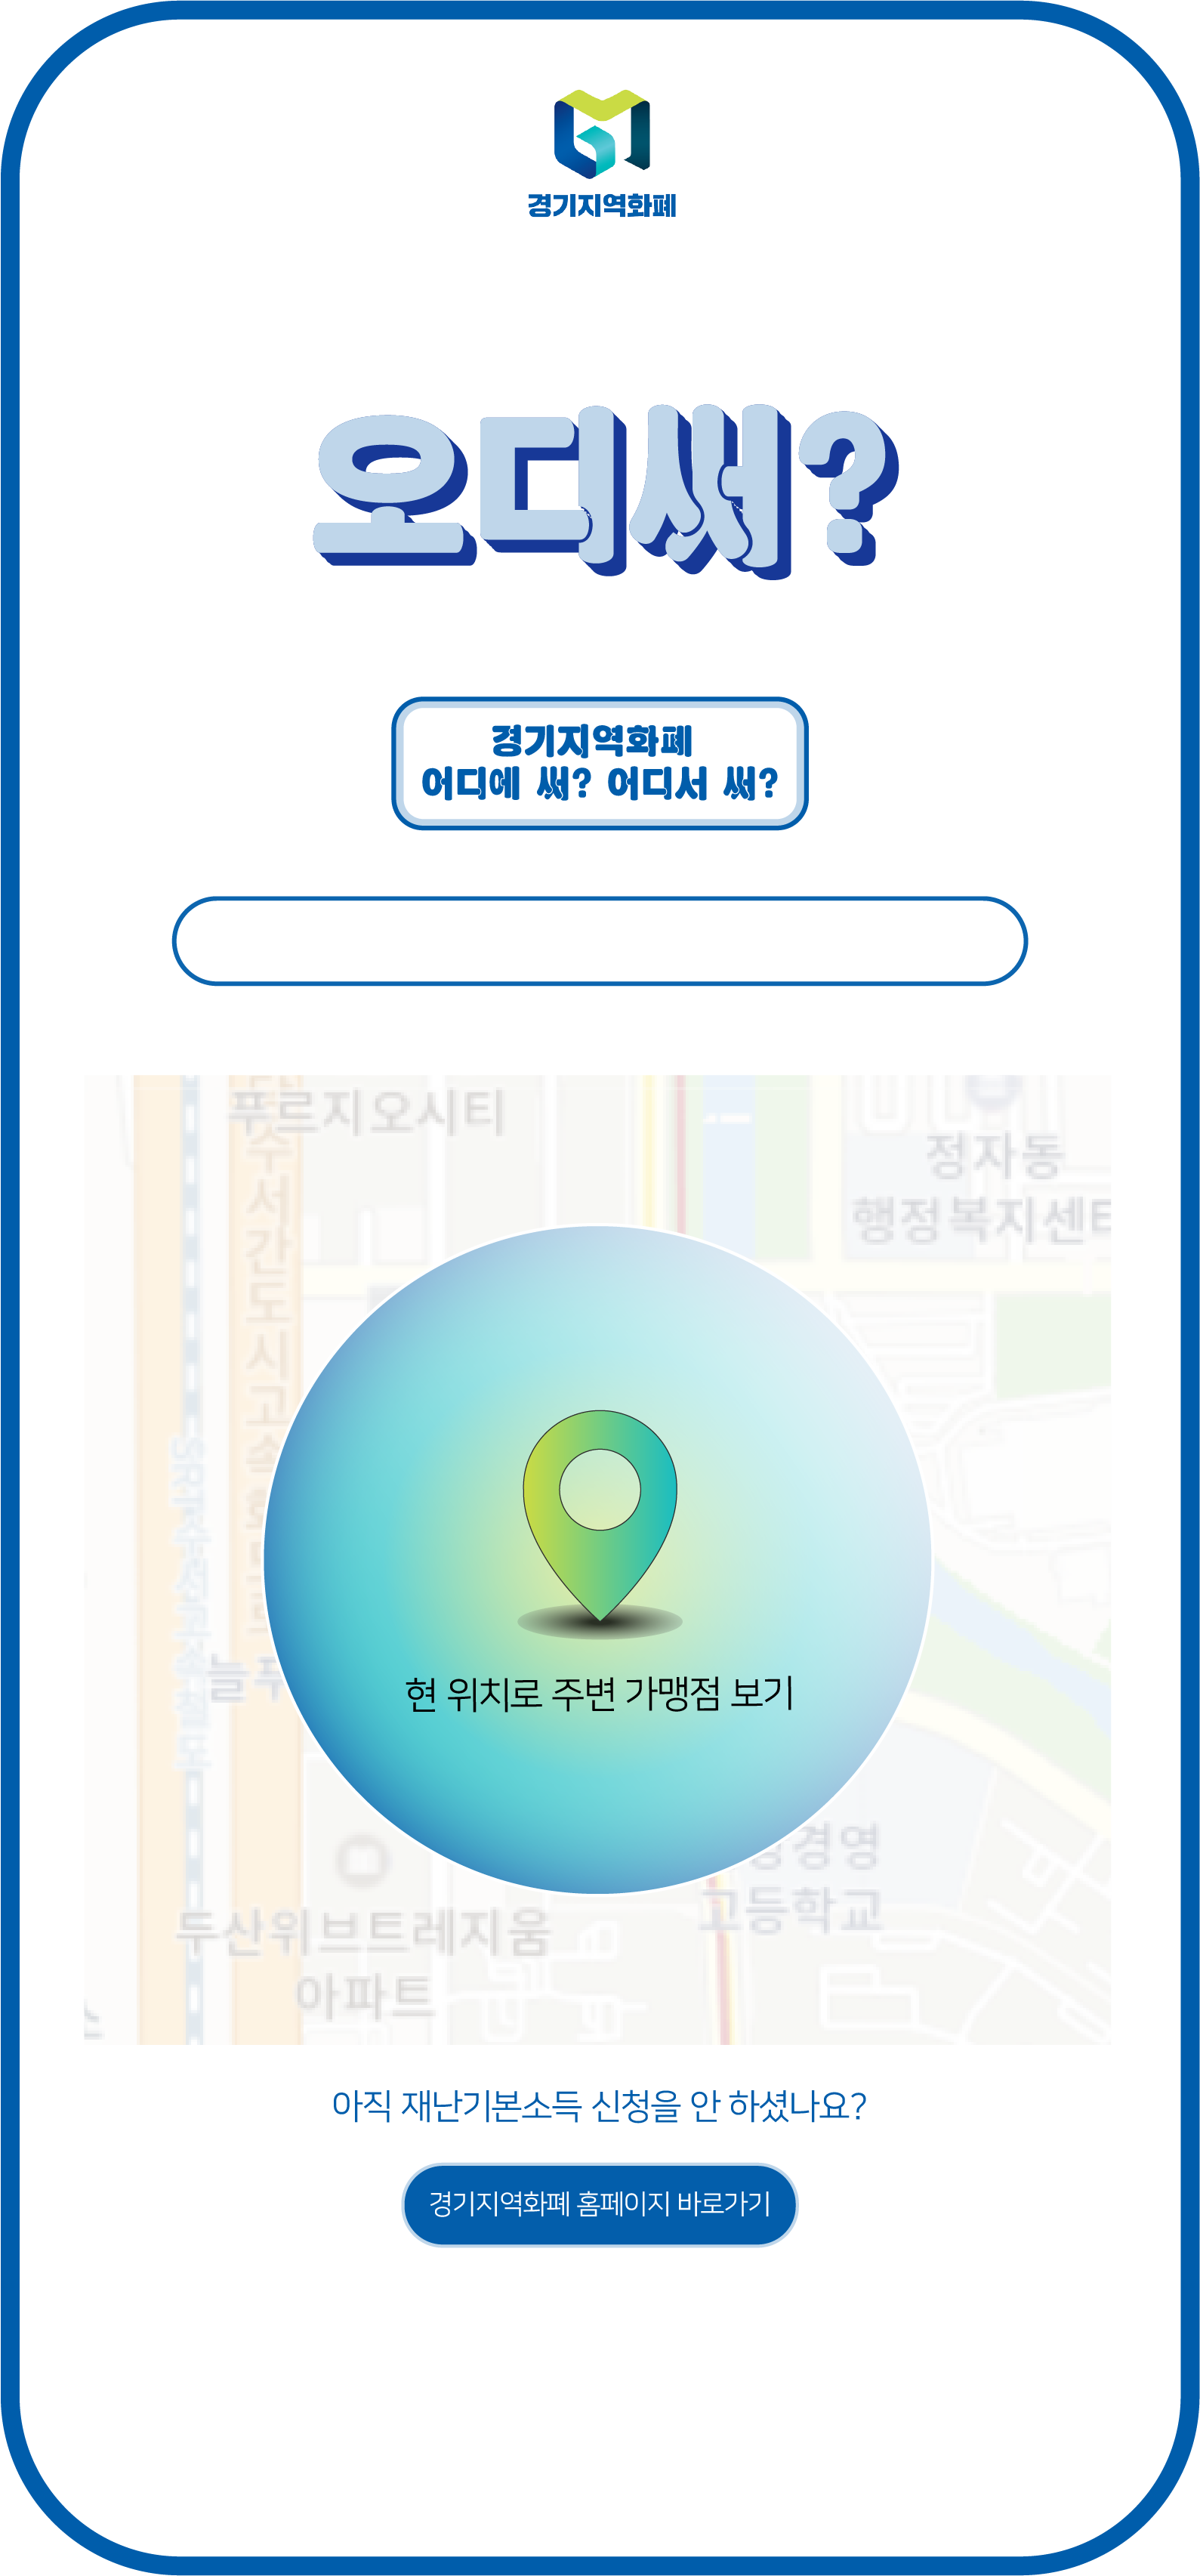 경기지역화폐
오디써?
경기지역화폐
어디에 써? 어디서 써?
푸르지오시티
정자동
행정복지센터
수서간도시고속화도로
SRT수서고속철도
늘푸
현 위치로 주변 가맹점 보기
경영
고등학교
두산위브트레지움
아파트
아직 재난기본소득 신청을 안 하셨나요?
경기지역화폐 홈페이지 바로가기